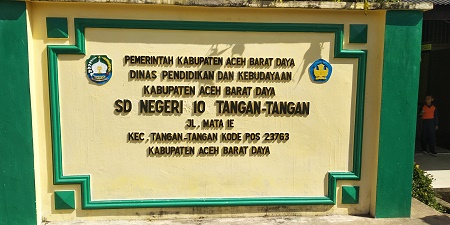 PEMERINTAH KABUPATEN ACEH BARAT DAYA
DINAS PENDIDIKAN DAN KEBUDAYAAN
KABUPATEN ACEH BARAT DAYA
SD NEGERI 10 TANGAN-TANGAN
JL. MATA IE
KEC. TANGAN-TANGAN KODE POS 23763
KABUPATEN ACEH BARAT DAYA